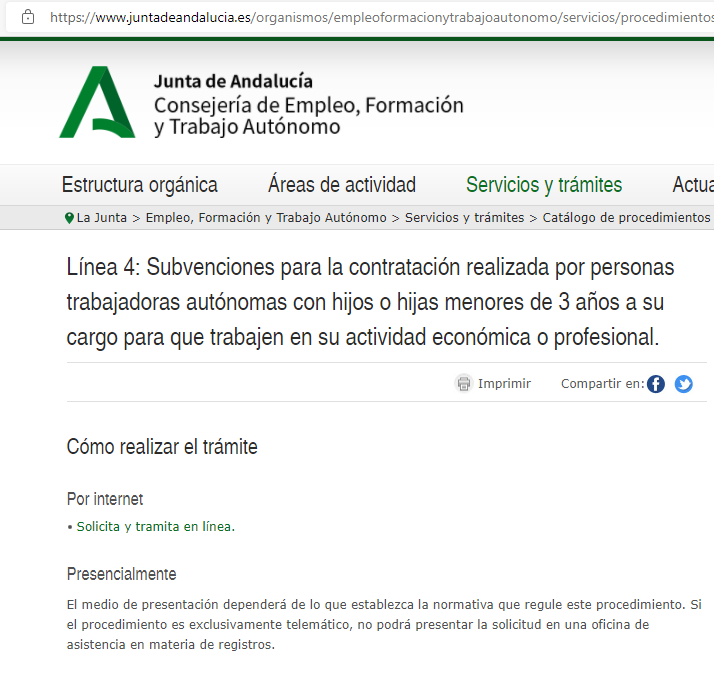 https://www.juntadeandalucia.es/organismos/empleoformacionytrabajoautonomo/servicios/procedimientos
Junta de Andalucía
Consejería de Empleo, Formación
y Trabajo Autónomo
Estructura orgánica Áreas de actividad Servicios y trámites Actua
La Junta > Empleo, Formación y Trabajo Autónomo > Servicios y trámites > Catálogo de procedimientos
Línea 4: Subvenciones para la contratación realizada por personas
trabajadoras autónomas con hijos o hijas menores de 3 años a su
cargo para que trabajen en su actividad económica o profesional.
Imprimir Compartir en:
Cómo realizar el trámite
Por internet
• Solicita y tramita en línea.
Presencialmente
El medio de presentación dependerá de lo que establezca la normativa que regule este procedimiento. Si
el procedimiento es exclusivamente telemático, no podrá presentar la solicitud en una oficina de
asistencia en materia de registros.